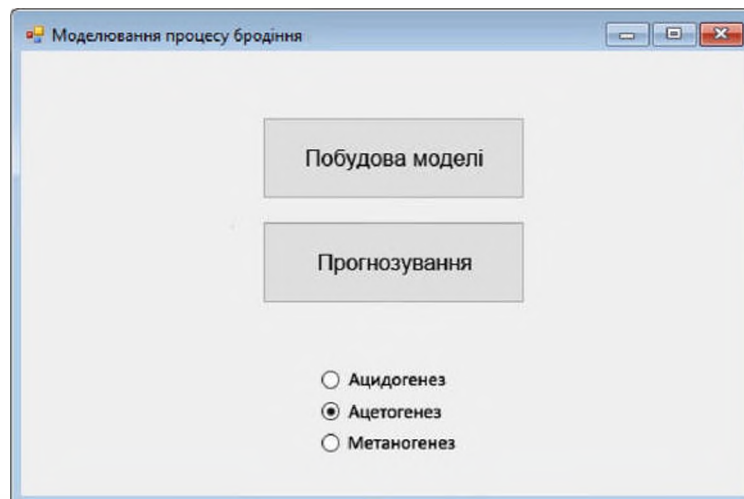 Моделювання процесу бродіння
Побудова моделі
Прогнозування
Ацидогенез
Ацетогенез
Метаногенез